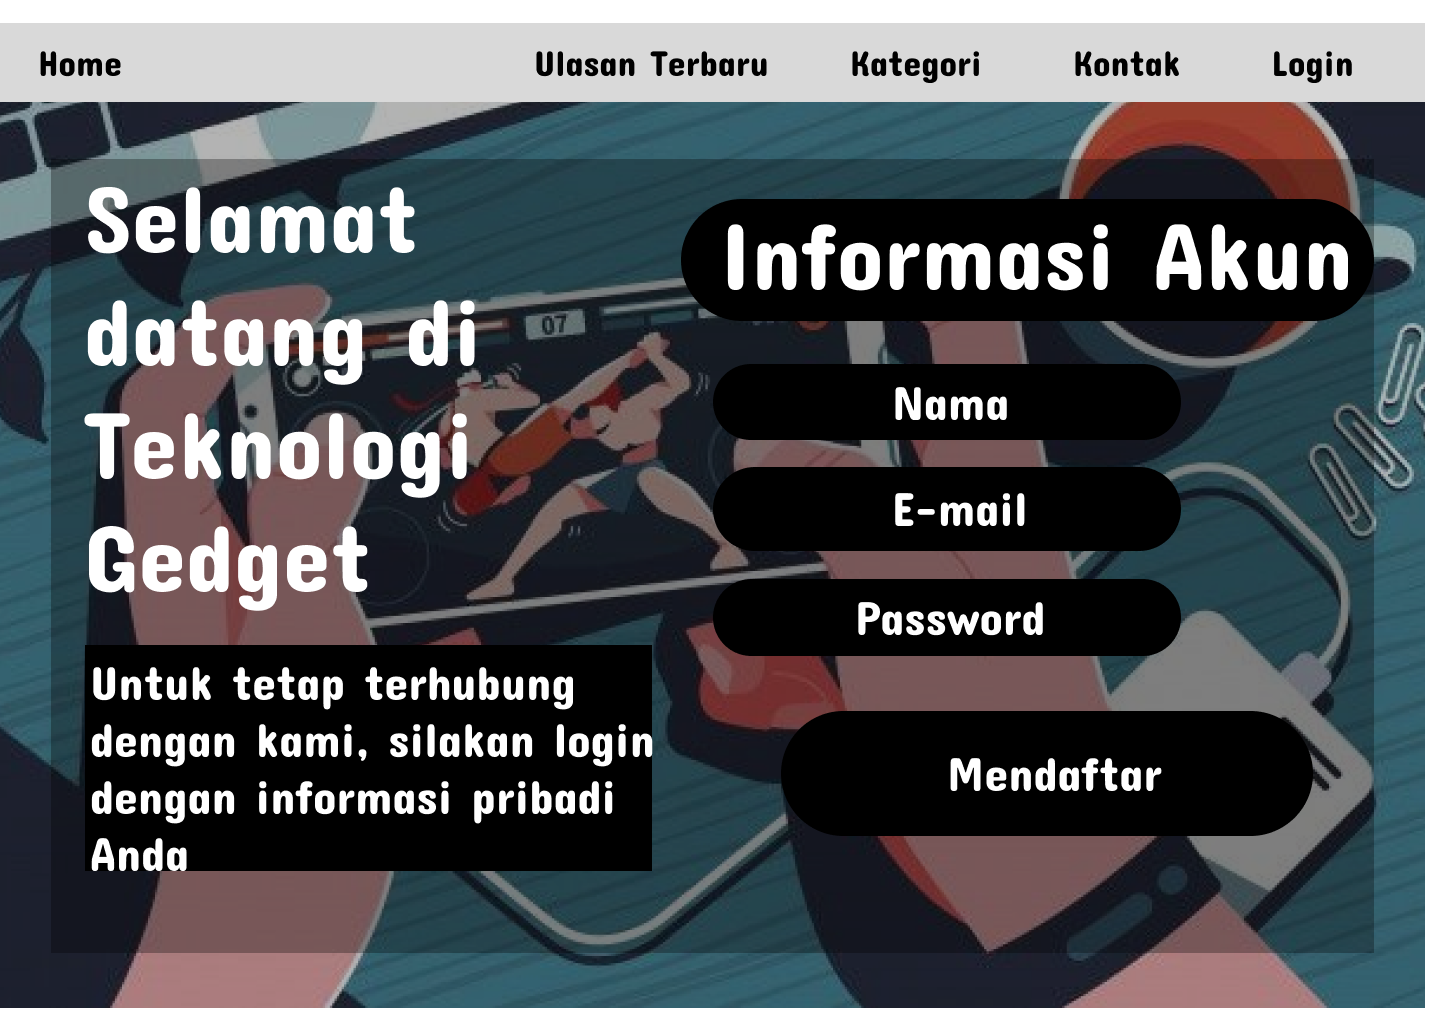 Home Ulasan Terbaru Kategori Kontak Login
Selamat
datang di
Teknologi
Gedget
Untuk tetap terhubung
dengan kami, silakan login
dengan informasi pribadi
Anda
07
Informasi Akun
Nama
E-mail
Password
Mendaftar